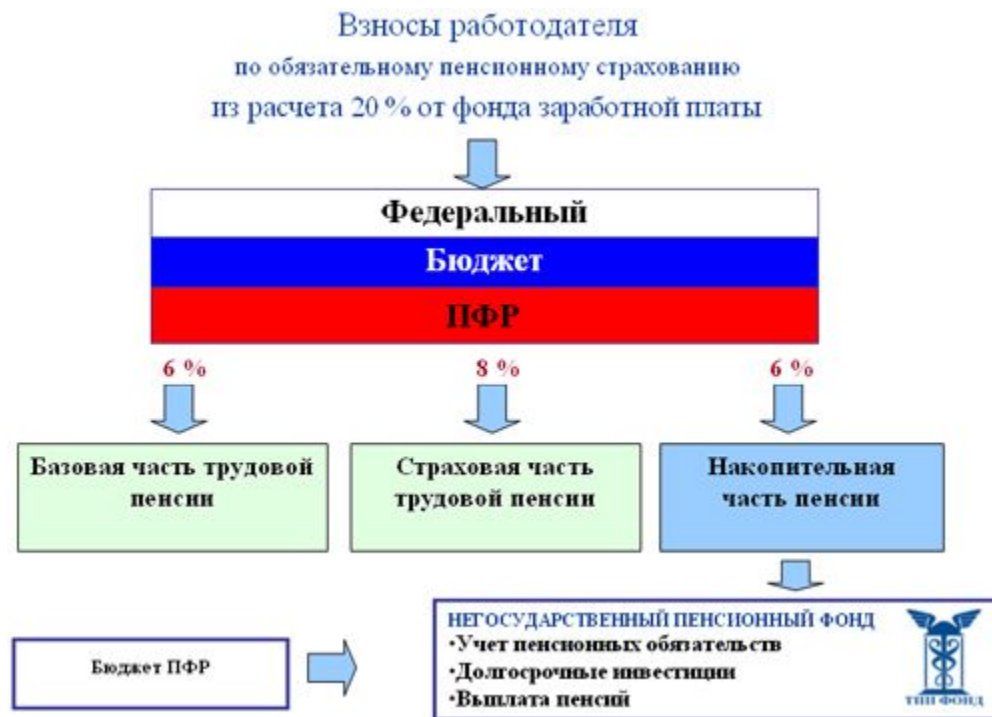 Взносы работодателя
по обязательному пенсионному страхованию
из расчета 20 % от фонда заработной платы
Федеральный
Бюджет
ПФР
6 %
8 %
6 %
Базовая часть трудовой
пенсии
Страховая часть
трудовой пенсии
Накопительная
часть пенсии
Бюджет ПФР
НЕГОСУДАРСТВЕННЫЙ ПЕНСИОННЫЙ ФОНД
•Учет пенсионных обязательств
•Долгосрочные инвестиции
•Выплата пенсий
ТПП ФОНД